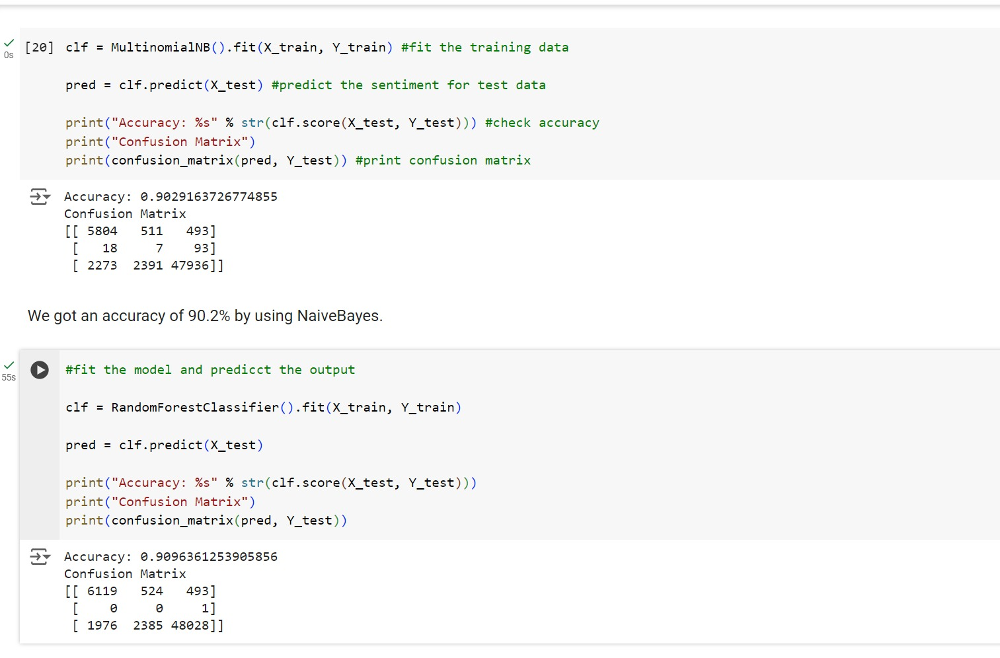 [20] clf = MultinomialNB().fit(X_train, Y_train) #fit the training data
0s
pred = clf.predict(X_test) #predict the sentiment for test data
print("Accuracy: %s" % str(clf.score(X_test, Y_test))) #check accuracy
print("Confusion Matrix")
print(confusion_matrix(pred, Y_test)) #print confusion matrix
Accuracy: 0.9029163726774855
Confusion Matrix
[[ 5804 511 493]
[ 18 7 93]
[ 2273 2391 47936]]
We got an accuracy of 90.2% by using NaiveBayes.
#fit the model and predicct the output
55s
clf = RandomForestClassifier().fit(X_train, Y_train)
pred = clf.predict(X_test)
print("Accuracy: %s" % str(clf.score(X_test, Y_test)))
print("Confusion Matrix")
print(confusion_matrix(pred, Y_test))
Accuracy: 0.9096361253905856
Confusion Matrix
[[ 6119 524 493]
[ 0 0 1]
[ 1976 2385 48028]]